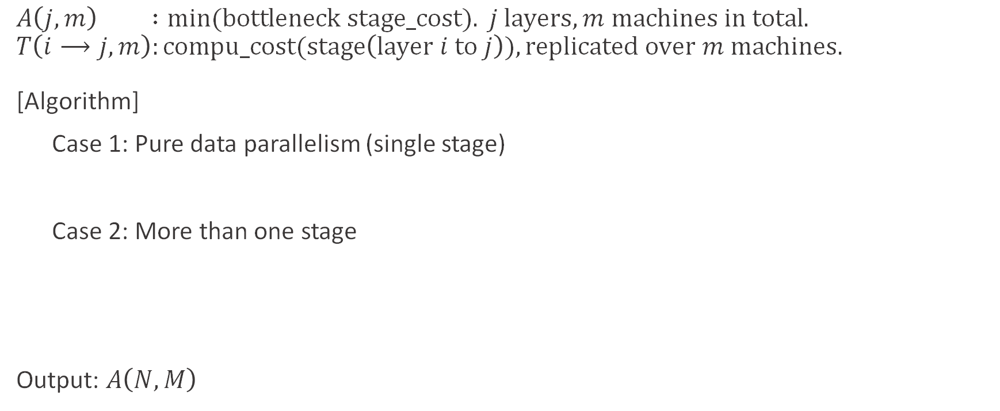 A(j, m) : min(bottleneck stage_cost). j layers, m machines in total.
T(i ⟶ j, m): compu_cost(stage(layer i to j)), replicated over m machines.
[Algorithm]
Case 1: Pure data parallelism (single stage)
Case 2: More than one stage
Output: A(N, M)